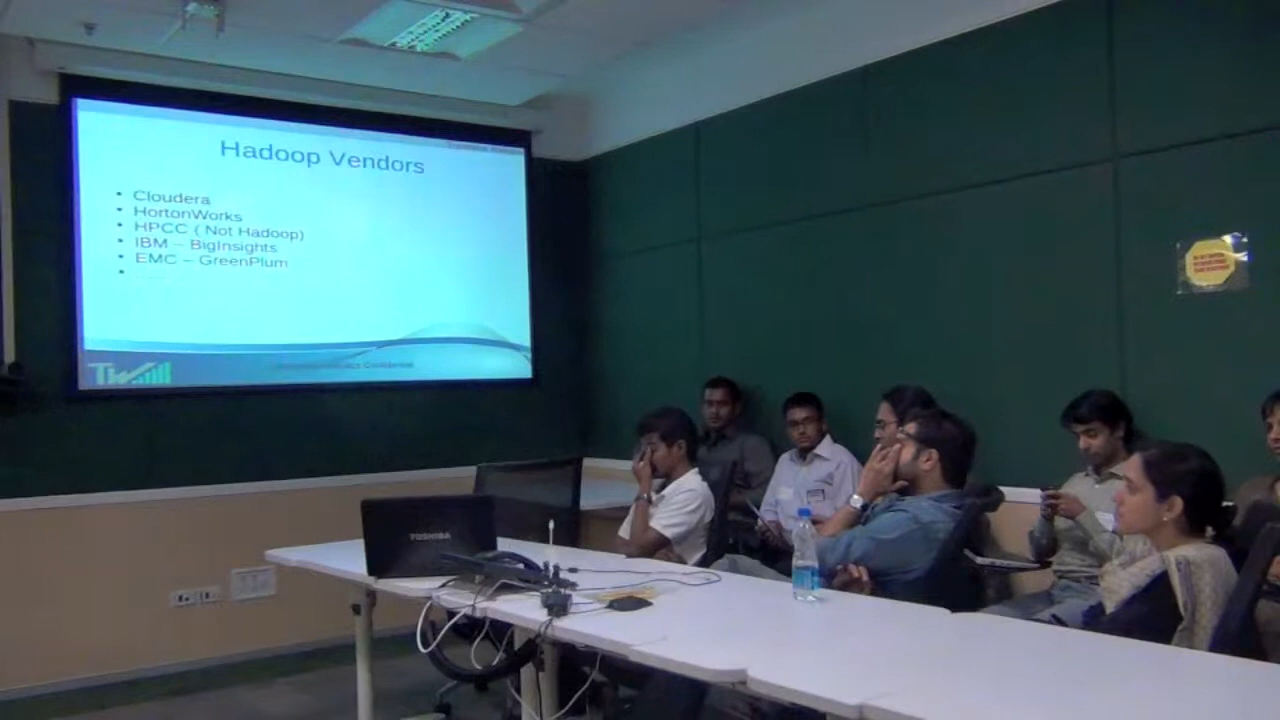 Hadoop Vendors
• Cloudera
• HortonWorks
• HPCC ( Not Hadoop)
• IBM – BigInsights
• EMC – GreenPlum
• ......
TOSHIBA